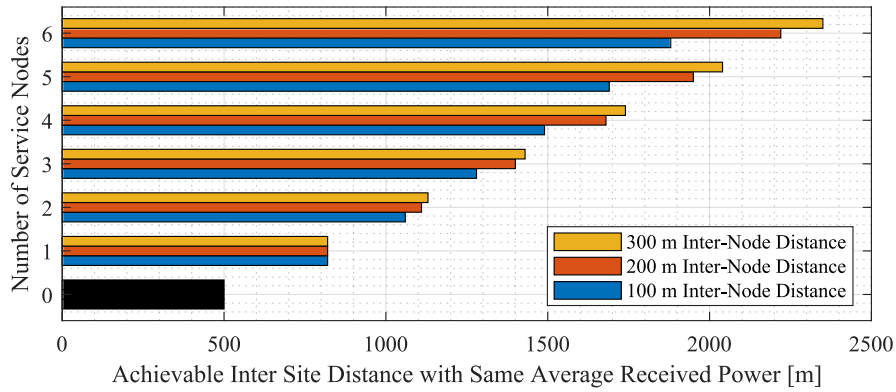 Number of Service Nodes
6
5
4
3
2
1
0
300 m Inter-Node Distance
200 m Inter-Node Distance
100 m Inter-Node Distance
0 500 1000 1500 2000 2500
Achievable Inter Site Distance with Same Average Received Power [m]